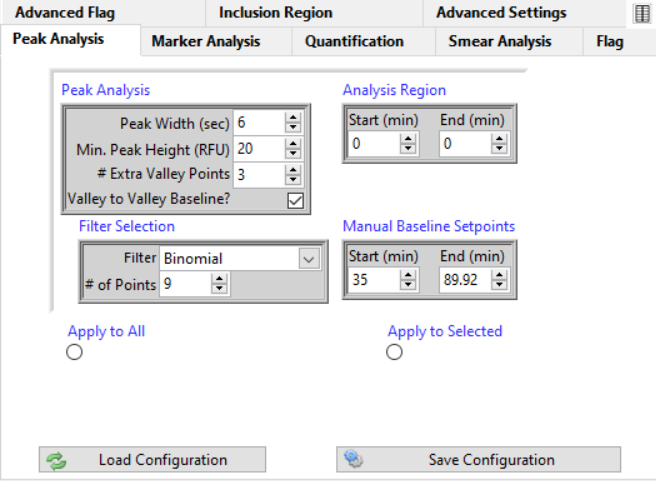 Advanced Flag Inclusion Region Advanced Settings
Peak Analysis Marker Analysis Quantification Smear Analysis Flag
Peak Analysis
Peak Width (sec) 6
Min. Peak Height (RFU) 20
# Extra Valley Points 3
Valley to Valley Baseline?
Analysis Region
Start (min) End (min)
0 0
Filter Selection
Filter Binomial
# of Points 9
Manual Baseline Setpoints
Start (min) End (min)
35 89.92
Apply to All Apply to Selected
Load Configuration Save Configuration